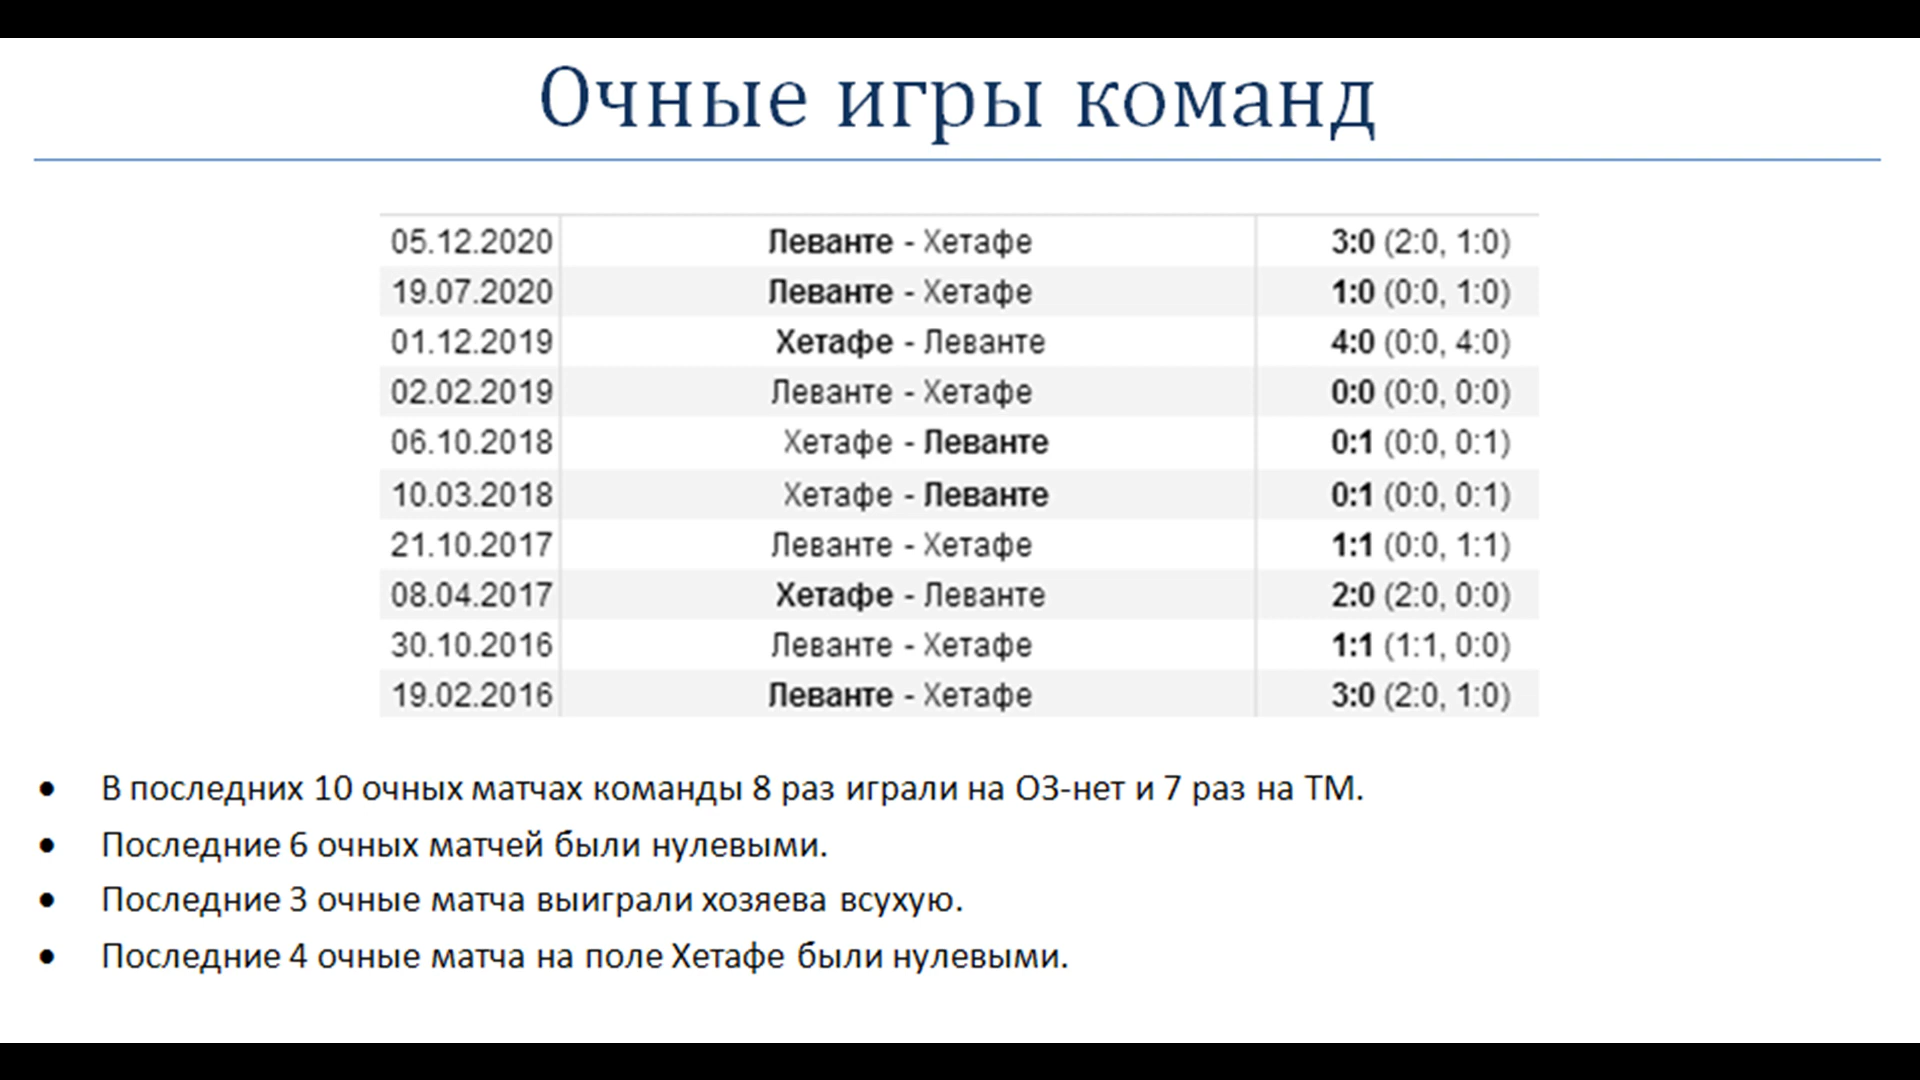 Очные игры команд
05.12.2020 Леванте - Хетафе 3:0 (2:0, 1:0)
19.07.2020 Леванте - Хетафе 1:0 (0:0, 1:0)
01.12.2019 Хетафе - Леванте 4:0 (0:0, 4:0)
02.02.2019 Леванте - Хетафе 0:0 (0:0, 0:0)
06.10.2018 Хетафе - Леванте 0:1 (0:0, 0:1)
10.03.2018 Хетафе - Леванте 0:1 (0:0, 0:1)
21.10.2017 Леванте - Хетафе 1:1 (0:0, 1:1)
08.04.2017 Хетафе - Леванте 2:0 (2:0, 0:0)
30.10.2016 Леванте - Хетафе 1:1 (1:1, 0:0)
19.02.2016 Леванте - Хетафе 3:0 (2:0, 1:0)
• В последних 10 очных матчах команды 8 раз играли на ОЗ-нет и 7 раз на ТМ.
• Последние 6 очных матчей были нулевыми.
• Последние 3 очные матча выиграли хозяева всухую.
• Последние 4 очные матча на поле Хетафе были нулевыми.